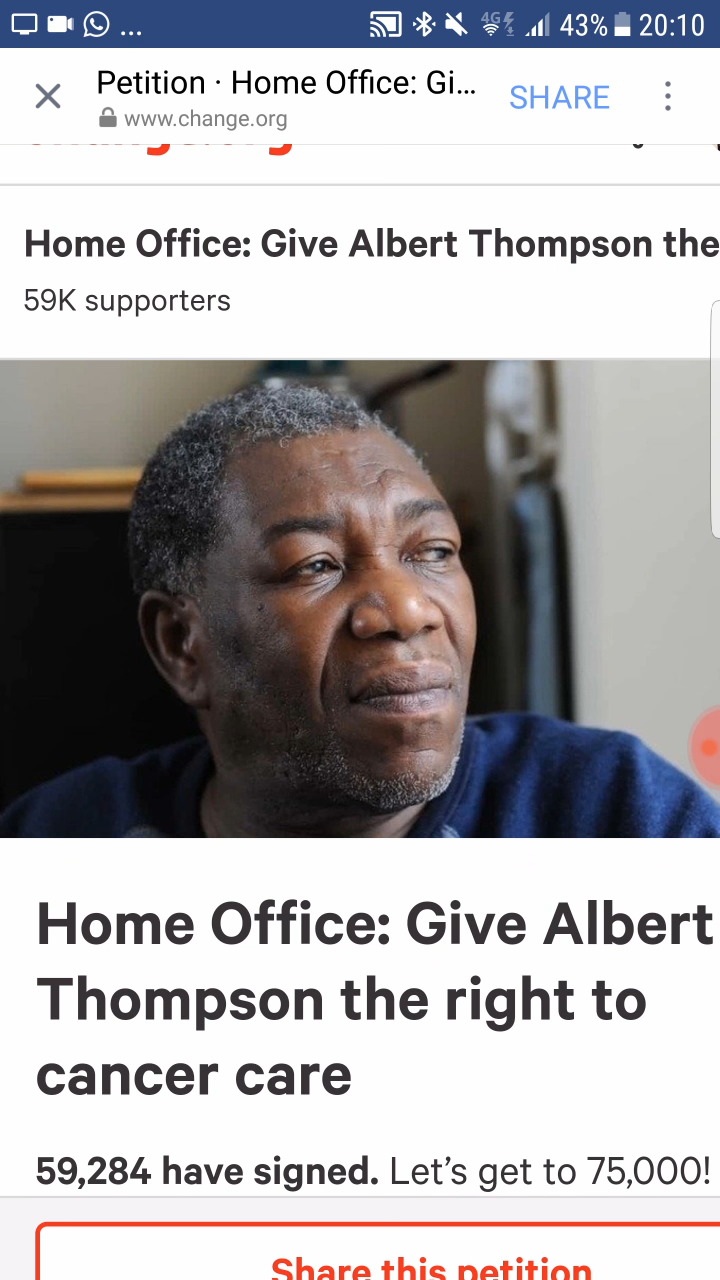 ... 4G 43% 20:10
Petition · Home Office: Gi...
SHARE
www.change.org
Home Office: Give Albert Thompson the
59K supporters
Home Office: Give Albert
Thompson the right to
cancer care
59,284 have signed. Let’s get to 75,000!
Share this petition